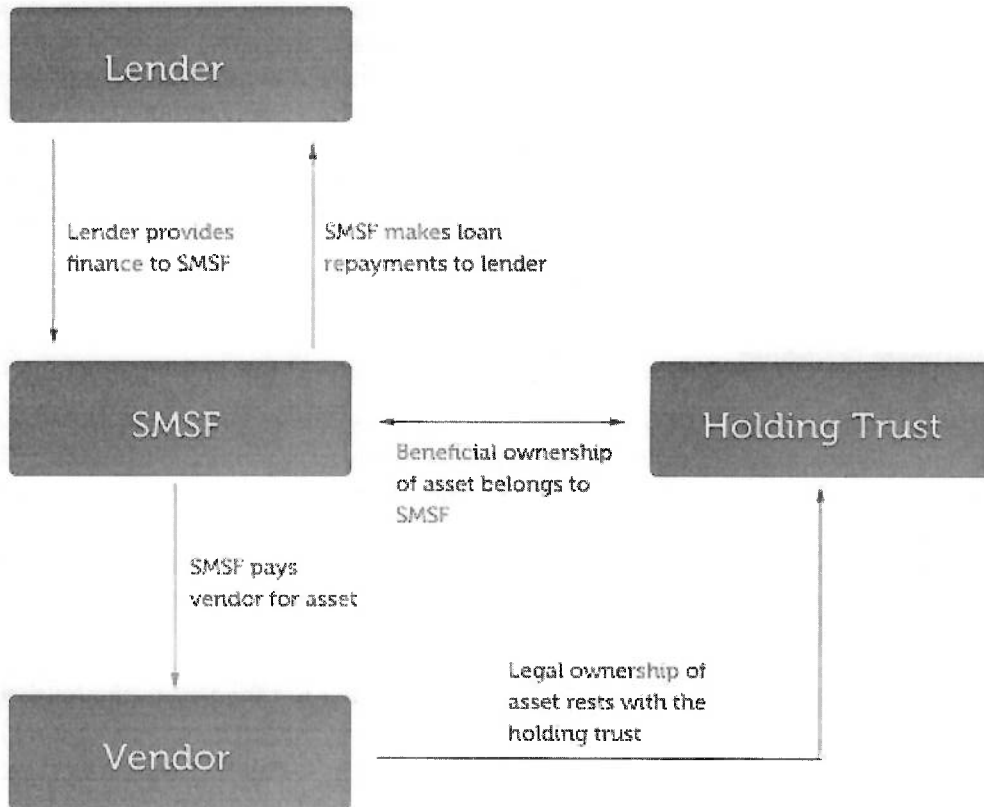 Lender
Lender provides
finance to SMSF
SMSF makes loan
repayments to lender
SMSF
Beneficial ownership
of asset belongs to
SMSF
Holding Trust
SMSF pays
vendor for asset
Legal ownership of
asset rests with the
holding trust
Vendor